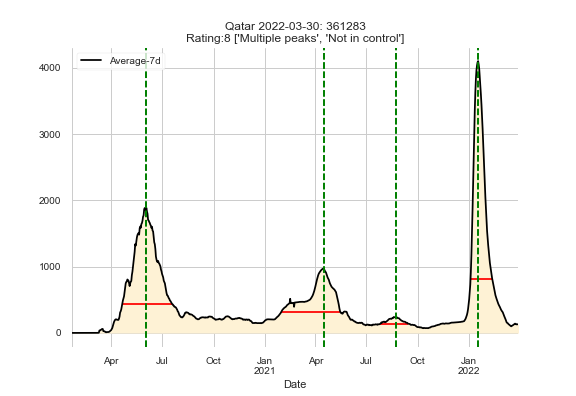 Qatar 2022-03-30: 361283
Rating:8 ['Multiple peaks', 'Not in control']
Average-7d
4000
3000
2000
1000
0
Apr Jul Oct Jan Apr Jul Oct Jan
2021 2022
Date